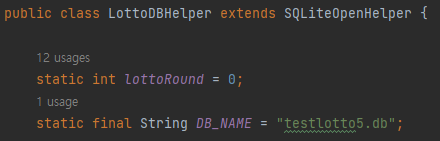 public class LottoDBHelper extends SQLiteOpenHelper {
12 usages
static int lottoRound = 0;
1 usage
static final String DB_NAME = "testlotto5.db";